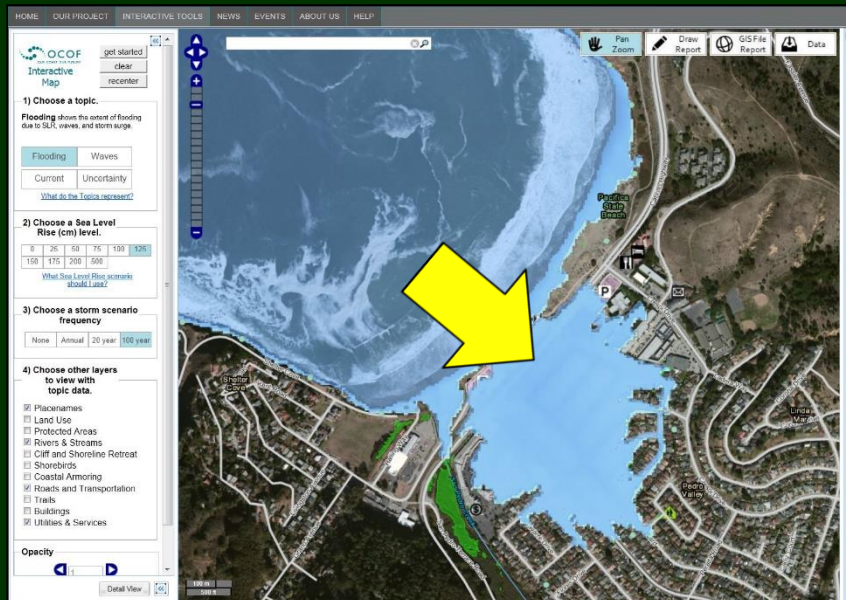 HOME OUR PROJECT INTERACTIVE TOOLS NEWS EVENTS ABOUT US HELP
OCOF
Interactive
Map
get started
clear
recenter
1) Choose a topic.
Flooding shows the extent of flooding
due to SLR, waves, and storm surge.
Flooding Waves
Current Uncertainty
What do the Topics represent?
2) Choose a Sea Level
Rise (cm) level.
0 25 50 75 100 125
150 175 200 500
What Sea Level Rise scenario
should I use?
3) Choose a storm scenario
frequency
None Annual 20 year 100 year
4) Choose other layers
to view with
topic data.
Placenames
Land Use
Protected Areas
Rivers & Streams
Cliff and Shoreline Retreat
Shorebirds
Coastal Armoring
Roads and Transportation
Trails
Buildings
Utilities & Services
Opacity
1
Detail View
Pan
Zoom
Draw
Report
GIS File
Report
Data
Pacifica
State
Beach
P
Shelter
Cove
Linda
Mar
Pedro
Valley
$
100 m
500 ft